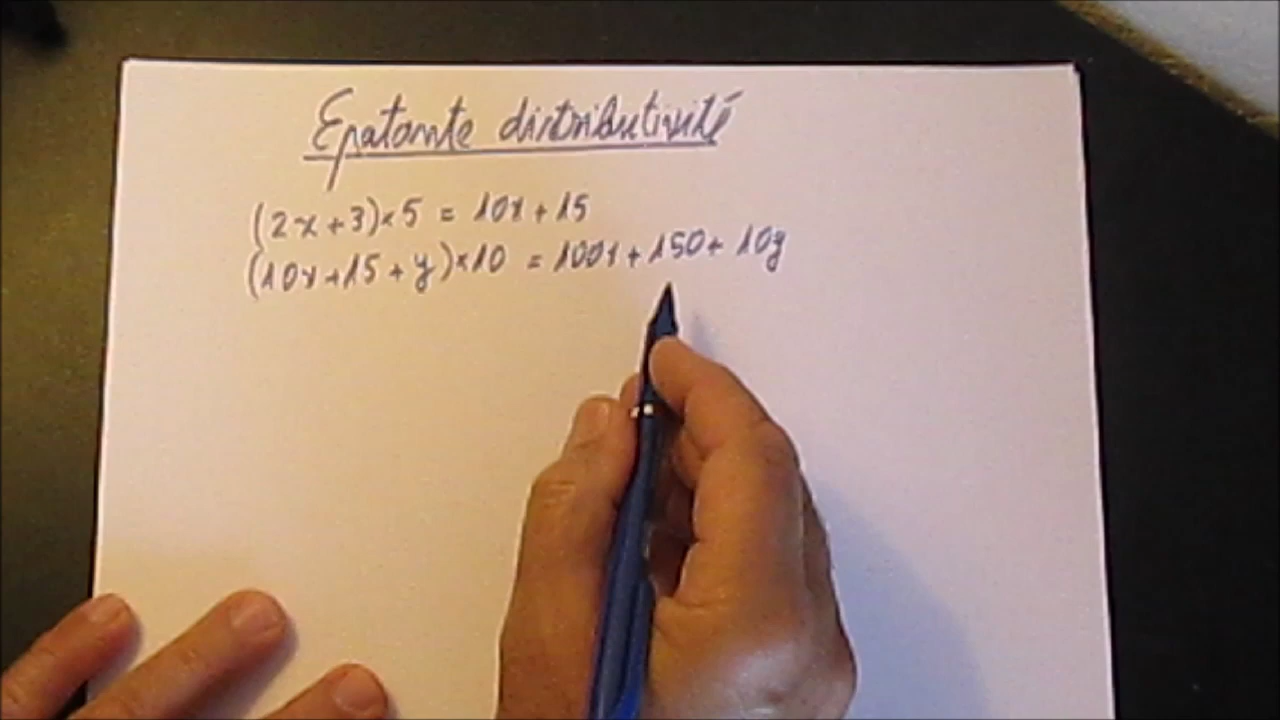 Epatante distributivité
(2x+3)×5 = 10x+15
(10x+15+y)×10 = 100x+150+10y